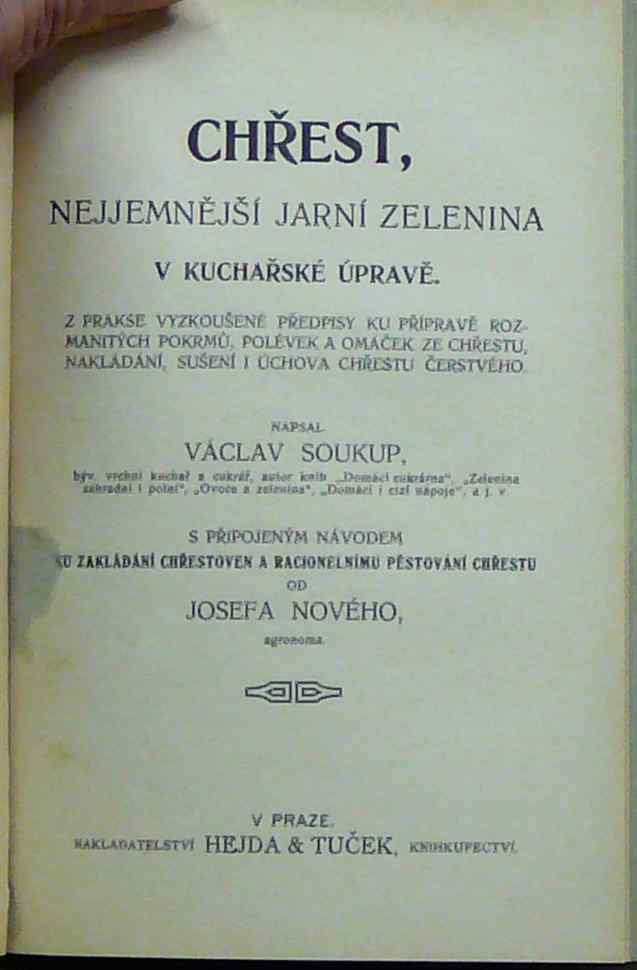 CHŘEST,
NEJJEMNĚJŠÍ JARNÍ ZELENINA
V KUCHAŘSKÉ ÚPRAVĚ.
Z PRAKSE VYZKOUŠENÉ PŘEDPISY KU PŘÍPRAVĚ ROZ-
MANITÝCH POKRMŮ, POLÉVEK A OMÁČEK ZE CHŘESTU,
NAKLÁDÁNÍ, SUŠENÍ I ÚCHOVA CHŘESTU ČERSTVÉHO.
NAPSAL
VÁCLAV SOUKUP,
býv. vrchní kuchař a cukrář, autor knih „Domácí cukrárna“, „Zelenina
zahradní i polní“, „Ovoce a zelenina“, „Domácí i cizí nápoje“, a j. v.
S PŘIPOJENÝM NÁVODEM
KU ZAKLÁDÁNÍ CHŘESTOVEN A RACIONELNÍMU PĚSTOVÁNÍ CHŘESTU
OD
JOSEFA NOVÉHO,
agronoma.
V PRAZE.
NAKLADATELSTVÍ HEJDA & TUČEK, KNIHKUPECTVÍ.